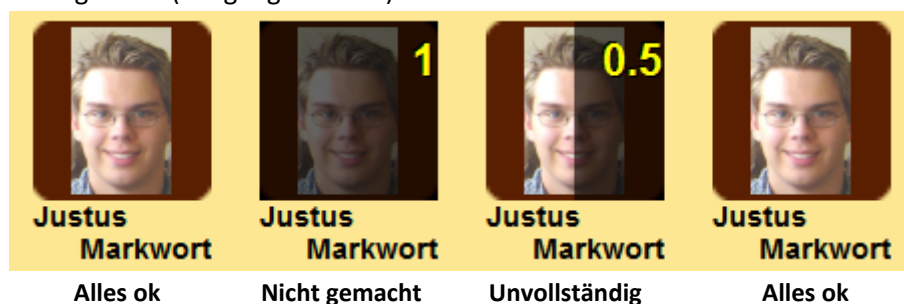 1 0.5
Justus Justus Justus Justus
Markwort Markwort Markwort Markwort
Alles ok Nicht gemacht Unvollständig Alles ok